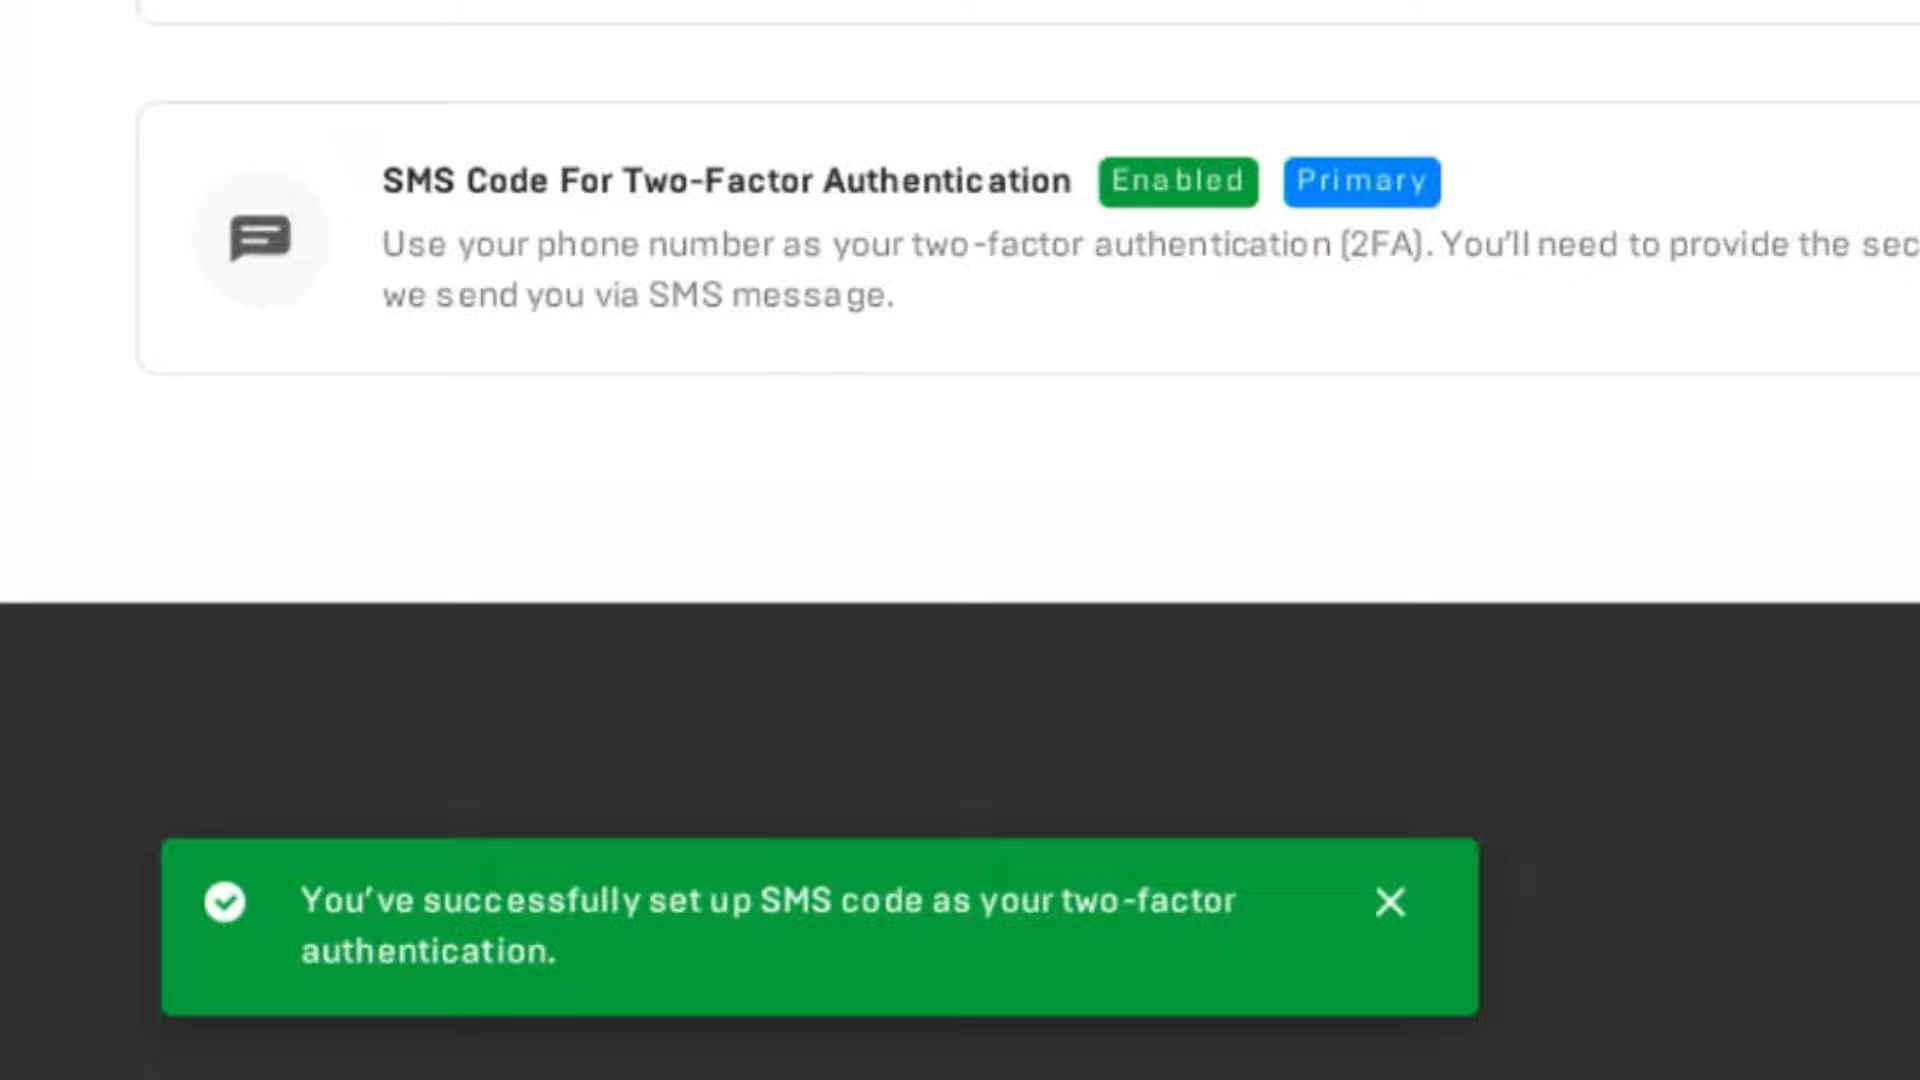 SMS Code For Two-Factor Authentication Enabled Primary
Use your phone number as your two-factor authentication (2FA). You'll need to provide the sec
we send you via SMS message.
You've successfully set up SMS code as your two-factor
authentication.